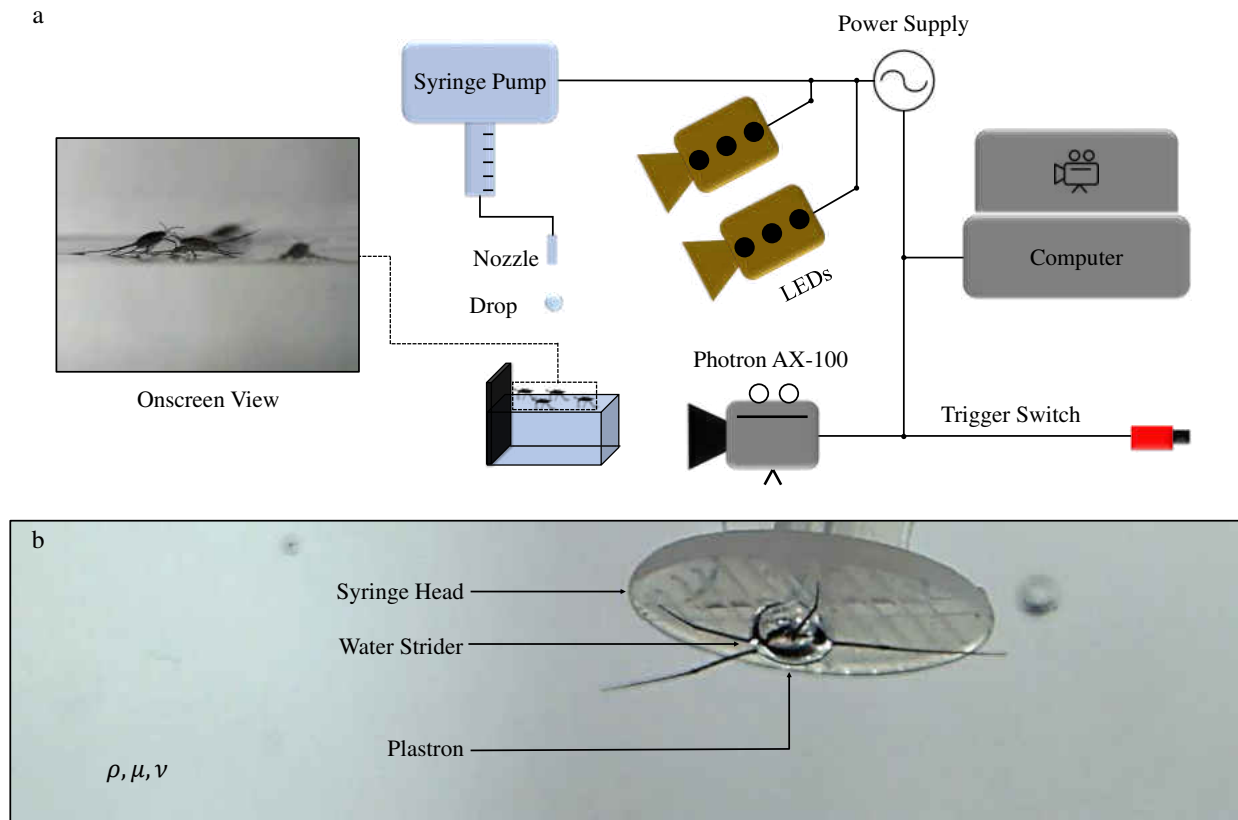 a
Power Supply
Syringe Pump
Nozzle
Drop
LEDs
Computer
Photron AX-100
Onscreen View
Trigger Switch
b
Syringe Head
Water Strider
Plastron
ρ, μ, ν